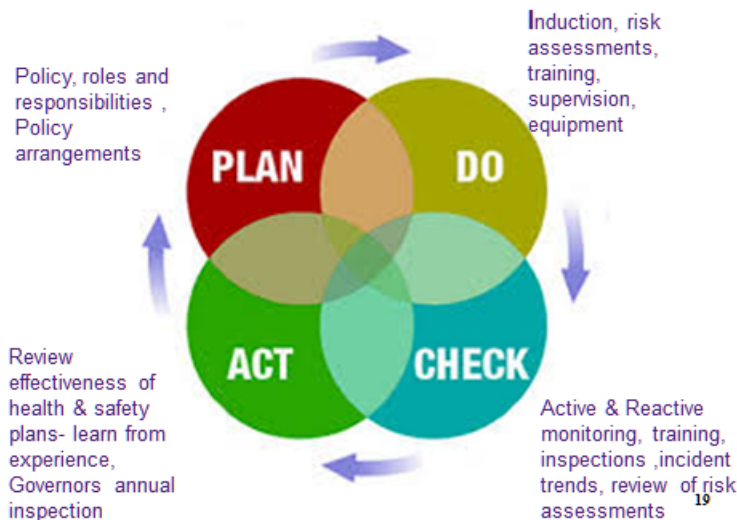 Policy, roles and
responsibilities ,
Policy
arrangements
Induction, risk
assessments,
training,
supervision,
equipment
PLAN
DO
ACT
CHECK
Review
effectiveness of
health & safety
plans- learn from
experience,
Governors annual
inspection
Active & Reactive
monitoring, training,
inspections ,incident
trends, review of risk
assessments
19